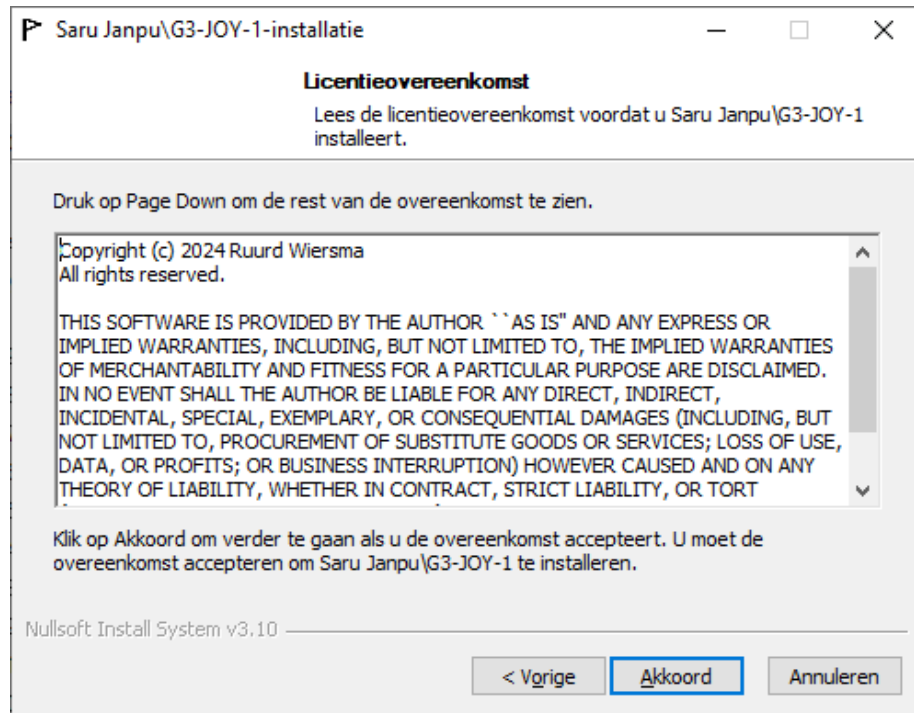 Saru Janpu\G3-JOY-1-installatie
Licentieovereenkomst
Lees de licentieovereenkomst voordat u Saru Janpu\G3-JOY-1
installeert.
Druk op Page Down om de rest van de overeenkomst te zien.
Copyright (c) 2024 Ruurd Wiersma
All rights reserved.
THIS SOFTWARE IS PROVIDED BY THE AUTHOR ``AS IS'' AND ANY EXPRESS OR
IMPLIED WARRANTIES, INCLUDING, BUT NOT LIMITED TO, THE IMPLIED WARRANTIES
OF MERCHANTABILITY AND FITNESS FOR A PARTICULAR PURPOSE ARE DISCLAIMED.
IN NO EVENT SHALL THE AUTHOR BE LIABLE FOR ANY DIRECT, INDIRECT,
INCIDENTAL, SPECIAL, EXEMPLARY, OR CONSEQUENTIAL DAMAGES (INCLUDING, BUT
NOT LIMITED TO, PROCUREMENT OF SUBSTITUTE GOODS OR SERVICES; LOSS OF USE,
DATA, OR PROFITS; OR BUSINESS INTERRUPTION) HOWEVER CAUSED AND ON ANY
THEORY OF LIABILITY, WHETHER IN CONTRACT, STRICT LIABILITY, OR TORT
Klik op Akkoord om verder te gaan als u de overeenkomst accepteert. U moet de
overeenkomst accepteren om Saru Janpu\G3-JOY-1 te installeren.
Nullsoft Install System v3.10
< Vorige
Akkoord
Annuleren